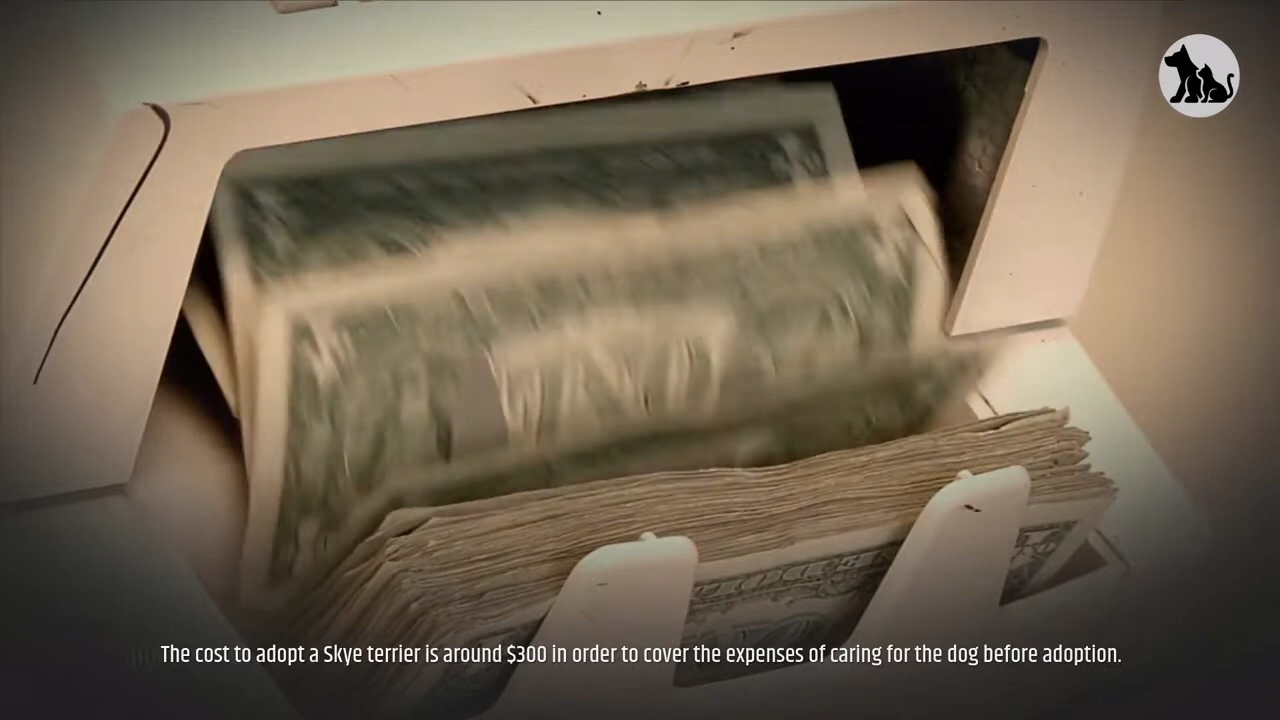 The cost to adopt a Skye terrier is around $300 in order to cover the expenses of caring for the dog before adoption.